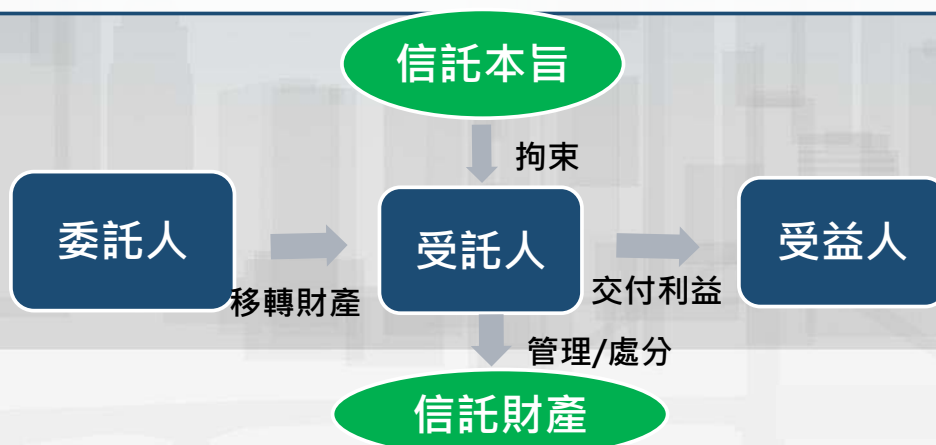 信託本旨
拘束
委託人
受託人
受益人
移轉財產
交付利益
管理/處分
信託財產